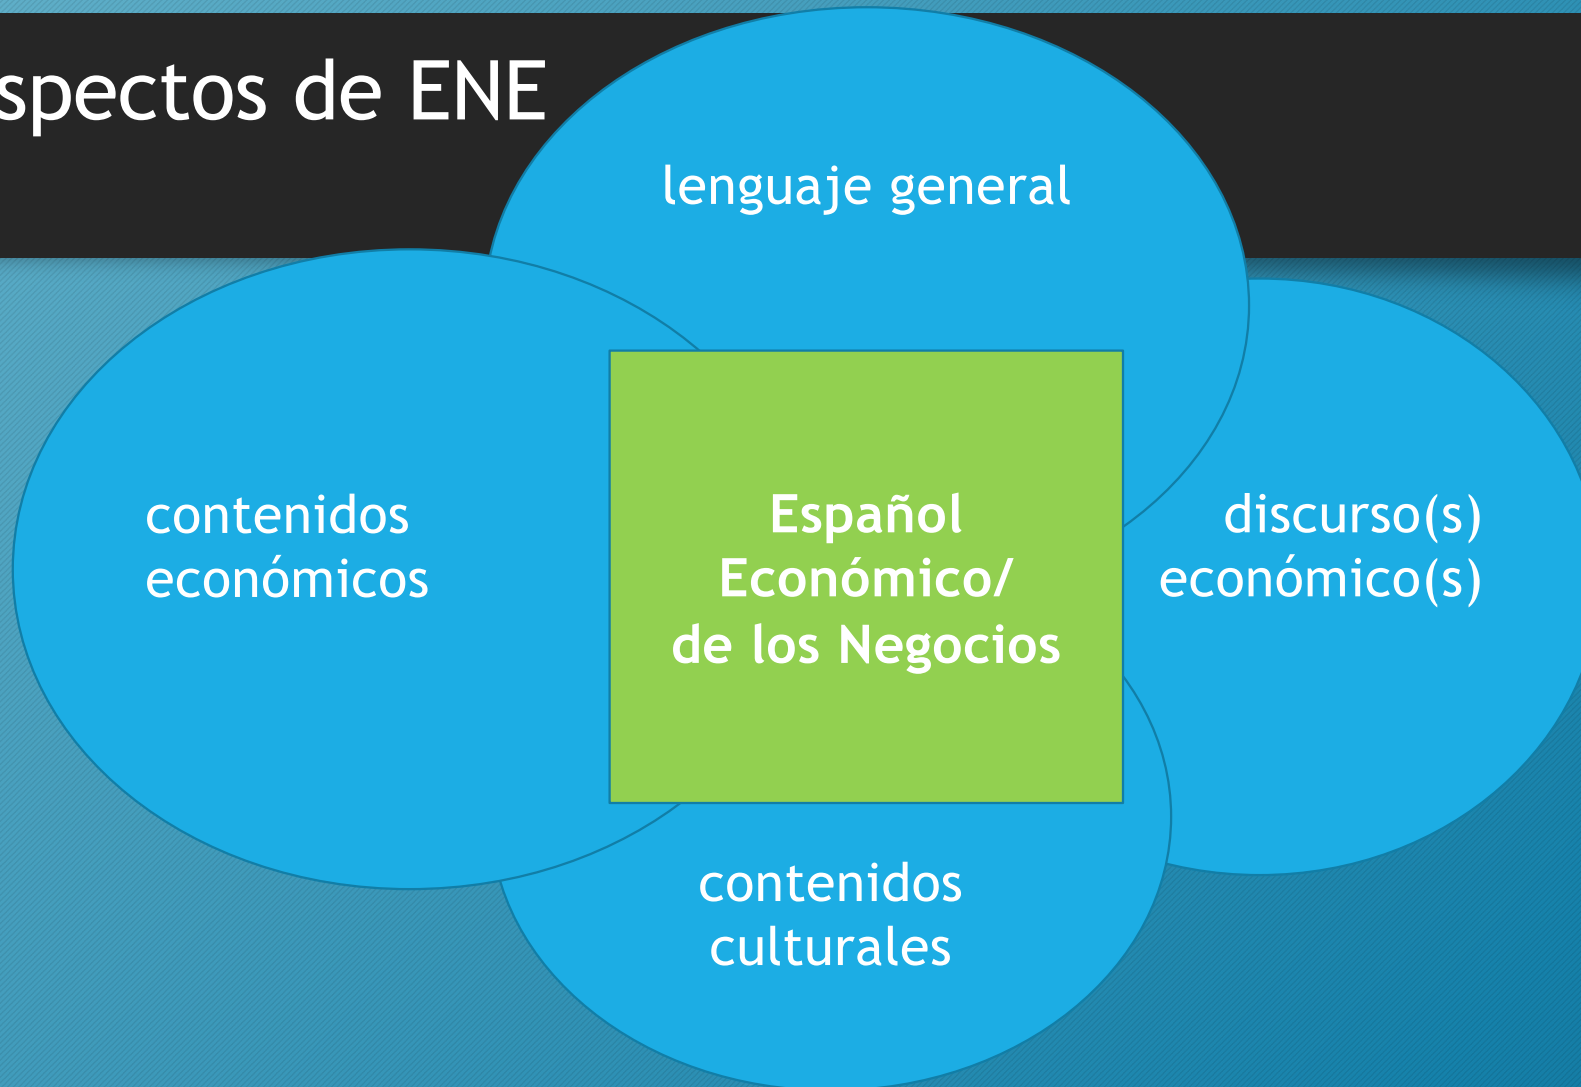 spectos de ENE
lenguaje general
contenidos
económicos
Español
Económico/
de los Negocios
discurso(s)
económico(s)
contenidos
culturales